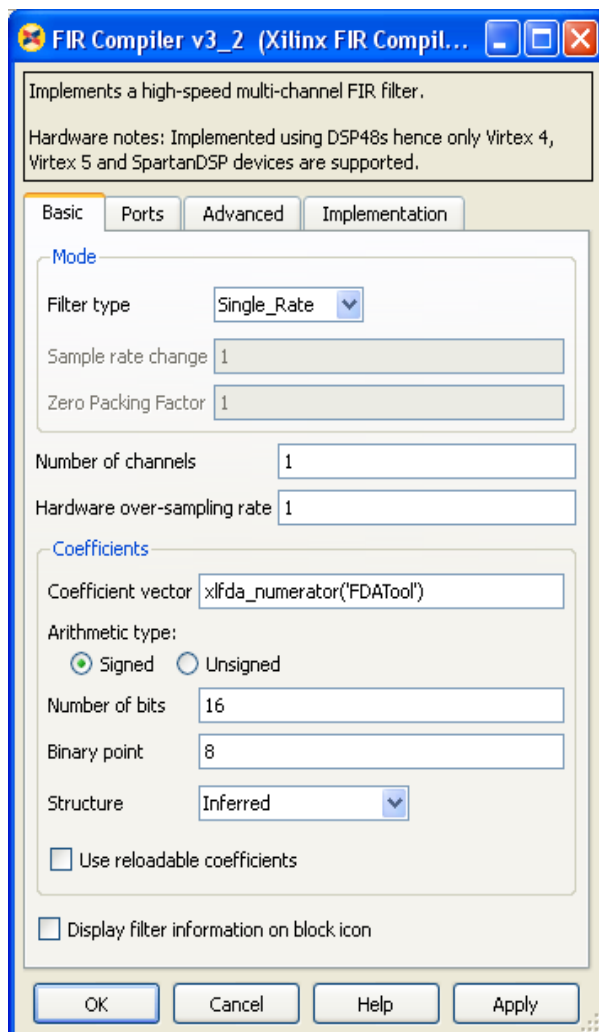 FIR Compiler v3_2 (Xilinx FIR Compil...
Implements a high-speed multi-channel FIR filter.
Hardware notes: Implemented using DSP48s hence only Virtex 4,
Virtex 5 and SpartanDSP devices are supported.
Basic Ports Advanced Implementation
Mode
Filter type Single_Rate
Sample rate change 1
Zero Packing Factor 1
Number of channels 1
Hardware over-sampling rate 1
Coefficients
Coefficient vector xlfda_numerator('FDATool')
Arithmetic type:
Signed Unsigned
Number of bits 16
Binary point 8
Structure Inferred
Use reloadable coefficients
Display filter information on block icon
OK Cancel Help Apply